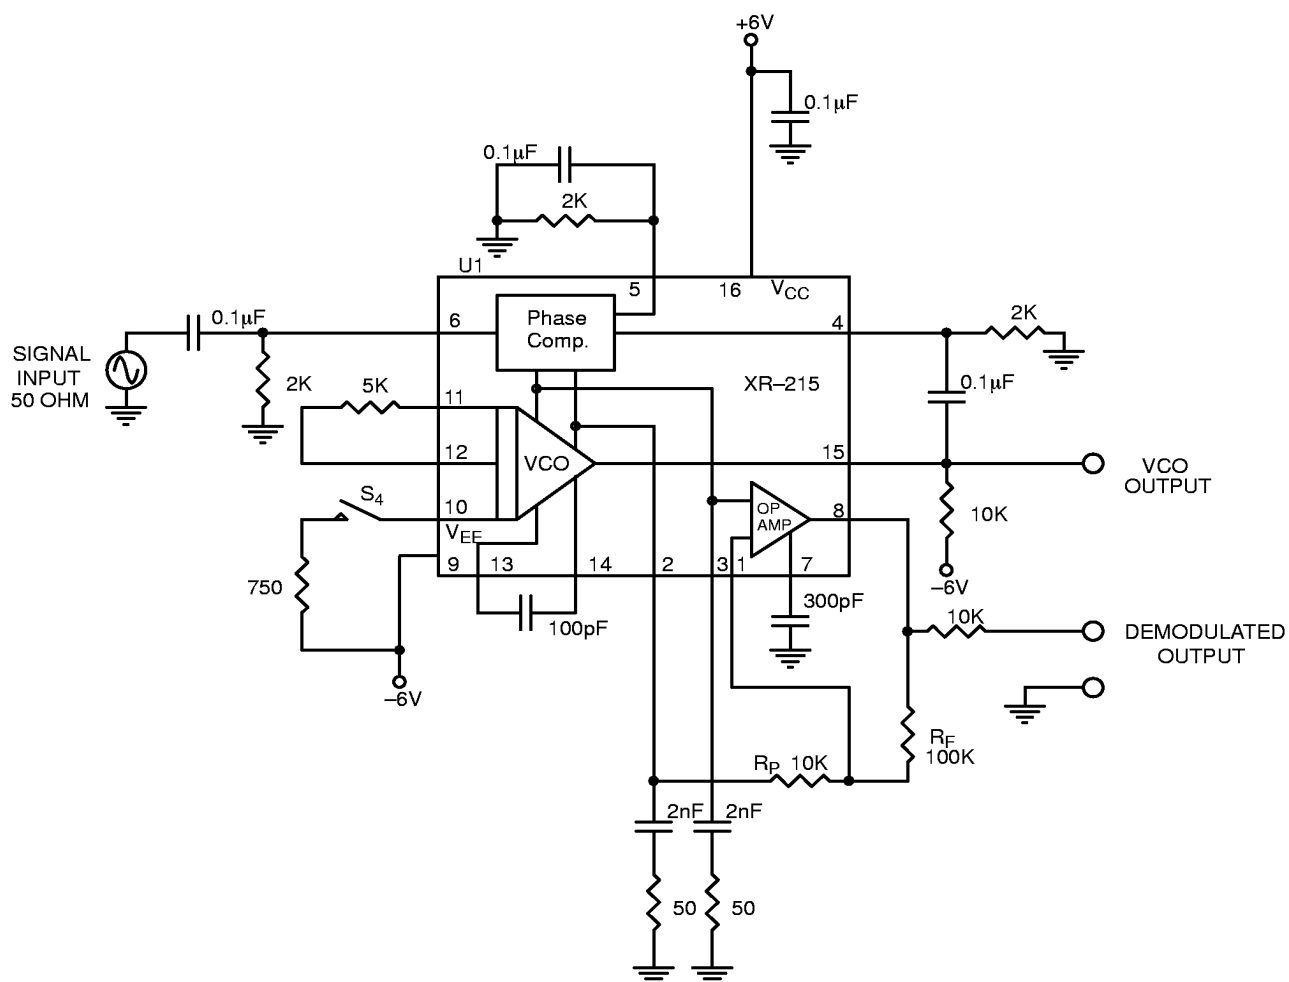 +6V
0.1µF
0.1µF
2K
U1
5
16
VCC
0.1µF
6
Phase
Comp.
4
2K
SIGNAL
INPUT
50 OHM
2K
5K
11
XR–215
0.1µF
12
VCO
15
VCO
OUTPUT
S4
10
VEE
OP
AMP
8
10K
–6V
9
13
14
2
3
1
7
750
100pF
300pF
10K
DEMODULATED
OUTPUT
–6V
RF
100K
RP 10K
2nF
2nF
50
50